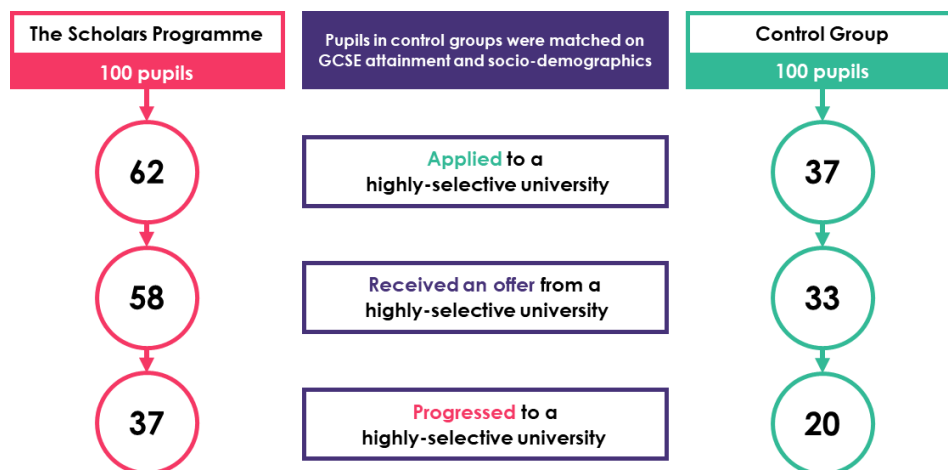 The Scholars Programme
100 pupils
Pupils in control groups were matched on
GCSE attainment and socio-demographics
Control Group
100 pupils
62
Applied to a
highly-selective university
37
58
Received an offer from a
highly-selective university
33
37
Progressed to a
highly-selective university
20